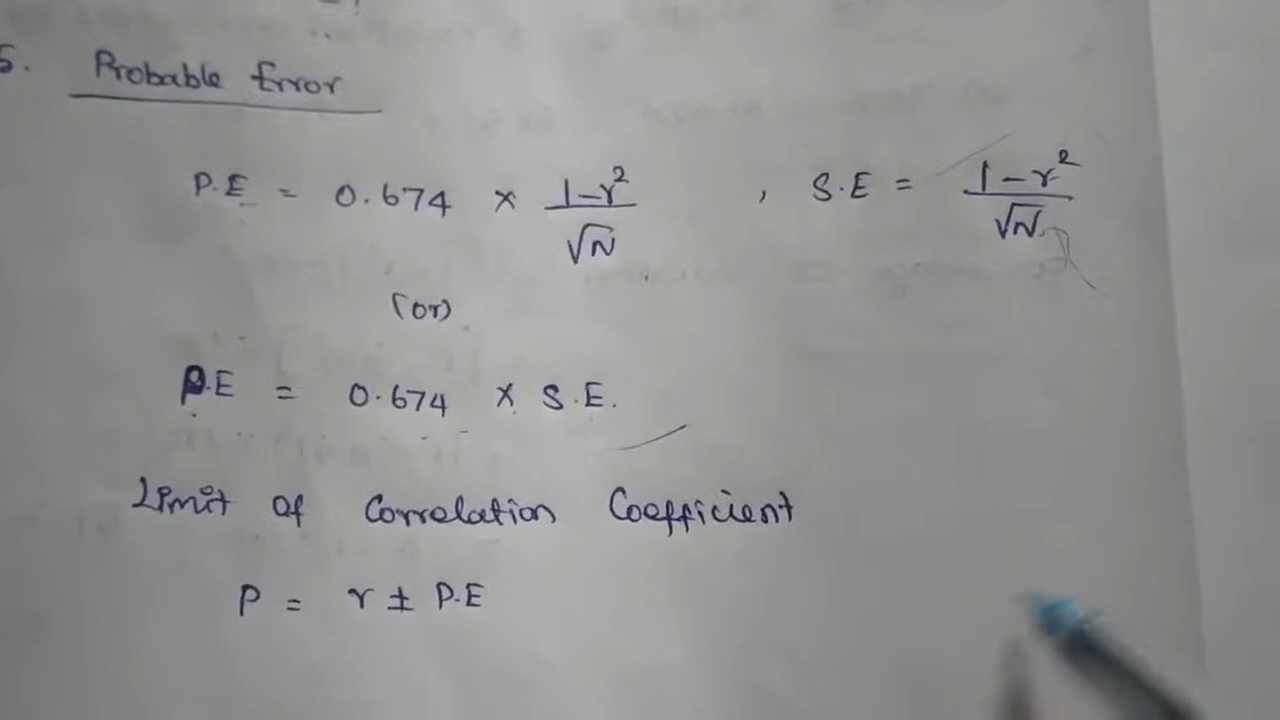 5. Probable Error
P.E = 0.674 × 1-r² / √N , S.E = 1-r² / √N
(or)
P.E = 0.674 × S.E.
Limit of Correlation Coefficient
P = r ± P.E